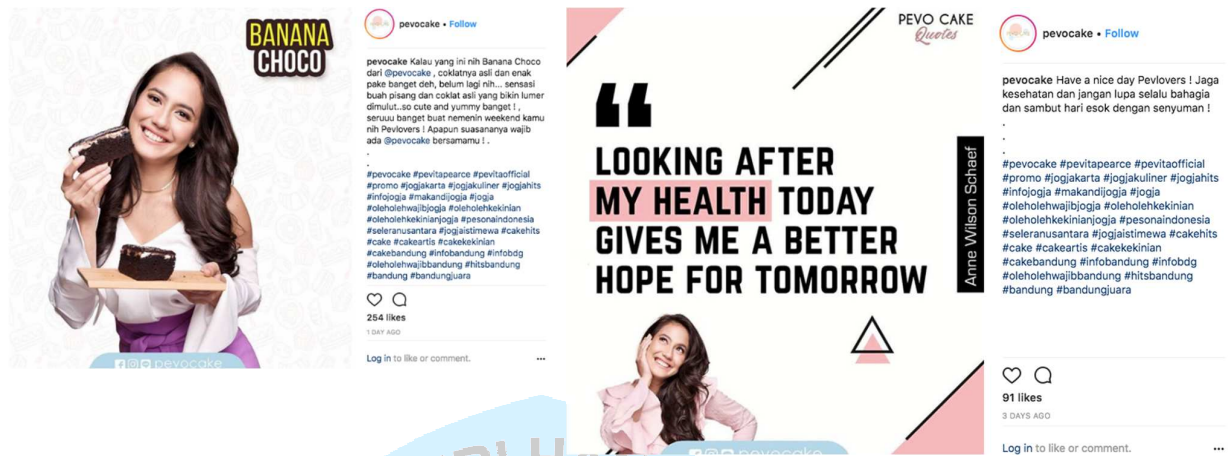 BANANA
CHOCO
pevocake
pevocake • Follow
pevocake Kalau yang ini nih Banana Choco
dari @pevocake , coklatnya asli dan enak
pake banget deh, belum lagi nih... sensasi
buah pisang dan coklat asli yang bikin lumer
dimulut..so cute and yummy banget ! ,
seruuu banget buat nemenin weekend kamu
nih Pevlovers ! Apapun suasananya wajib
ada @pevocake bersamamu ! .
.
.
#pevocake #pevitapearce #pevitaofficial
#promo #jogjakarta #jogjakuliner #jogjahits
#infojogja #makandijogja #jogja
#oleholehwajibjogja #oleholehkekinian
#oleholehkekinianjogja #pesonaindonesia
#seleranusantara #jogjaistimewa #cakehits
#cake #cakeartis #cakekekinian
#cakebandung #infobandung #infobdg
#oleholehwajibbandung #hitsbandung
#bandung #bandungjuara
254 likes
1 DAY AGO
Log in to like or comment.
PEVO CAKE
Quotes
LOOKING AFTER
MY HEALTH TODAY
GIVES ME A BETTER
HOPE FOR TOMORROW
Anne Wilson Schaef
pevocake
pevocake • Follow
pevocake Have a nice day Pevlovers ! Jaga
kesehatan dan jangan lupa selalu bahagia
dan sambut hari esok dengan senyuman !
.
.
.
#pevocake #pevitapearce #pevitaofficial
#promo #jogjakarta #jogjakuliner #jogjahits
#infojogja #makandijogja #jogja
#oleholehwajibjogja #oleholehkekinian
#oleholehkekinianjogja #pesonaindonesia
#seleranusantara #jogjaistimewa #cakehits
#cake #cakeartis #cakekekinian
#cakebandung #infobandung #infobdg
#oleholehwajibbandung #hitsbandung
#bandung #bandungjuara
91 likes
3 DAYS AGO
Log in to like or comment.